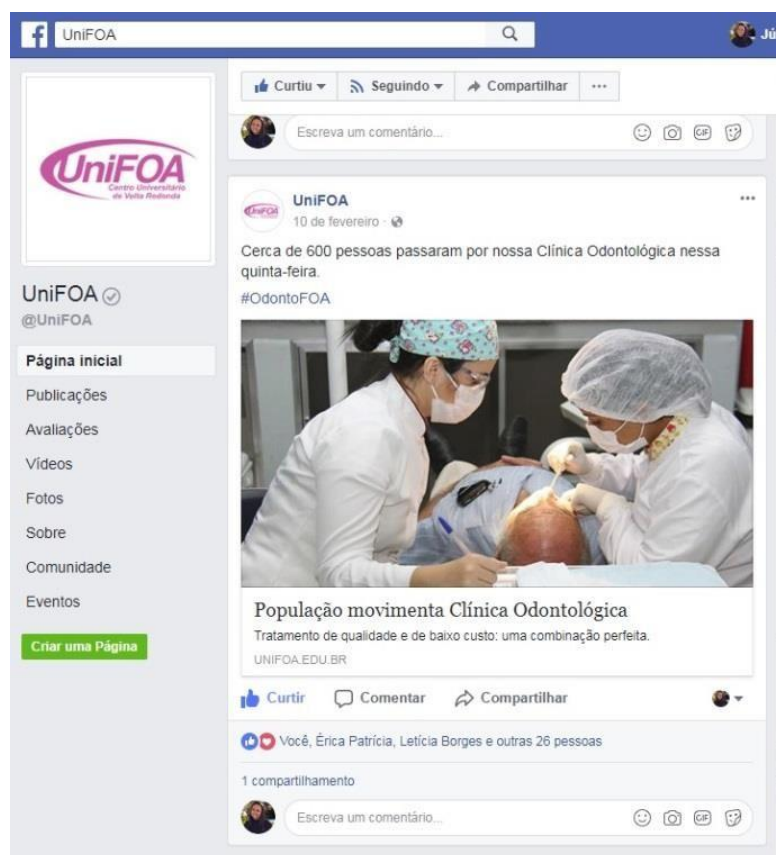 UniFOA
Jú
Curtiu
Seguindo
Compartilhar
Escreva um comentário...
GIF
UniFOA
Centro Universitário
de Volta Redonda
UniFOA
@UniFOA
Página inicial
Publicações
Avaliações
Vídeos
Fotos
Sobre
Comunidade
Eventos
Criar uma Página
UniFOA
UniFOA
10 de fevereiro
Cerca de 600 pessoas passaram por nossa Clínica Odontológica nessa
quinta-feira.
#OdontoFOA
População movimenta Clínica Odontológica
Tratamento de qualidade e de baixo custo: uma combinação perfeita.
UNIFOA.EDU.BR
Curtir
Comentar
Compartilhar
Você, Érica Patrícia, Letícia Borges e outras 26 pessoas
1 compartilhamento
Escreva um comentário...
GIF